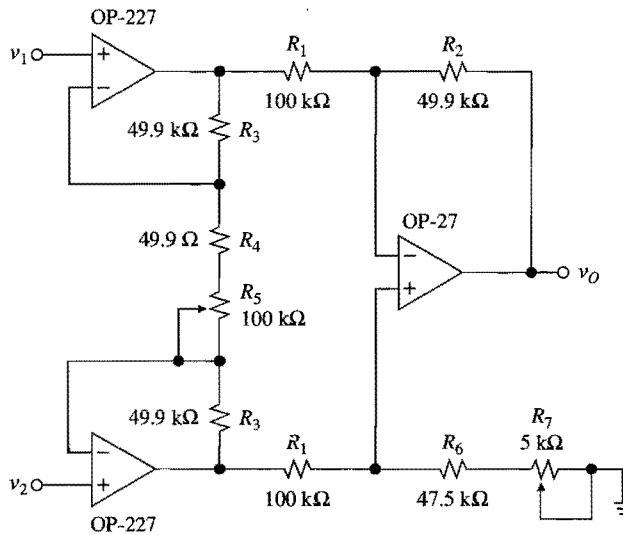 OP-227
v1
+
−
R1
100 kΩ
R2
49.9 kΩ
49.9 kΩ R3
49.9 Ω R4
R5
100 kΩ
OP-27
−
+
vO
49.9 kΩ R3
−
+
v2
OP-227
R1
100 kΩ
R6
47.5 kΩ
R7
5 kΩ